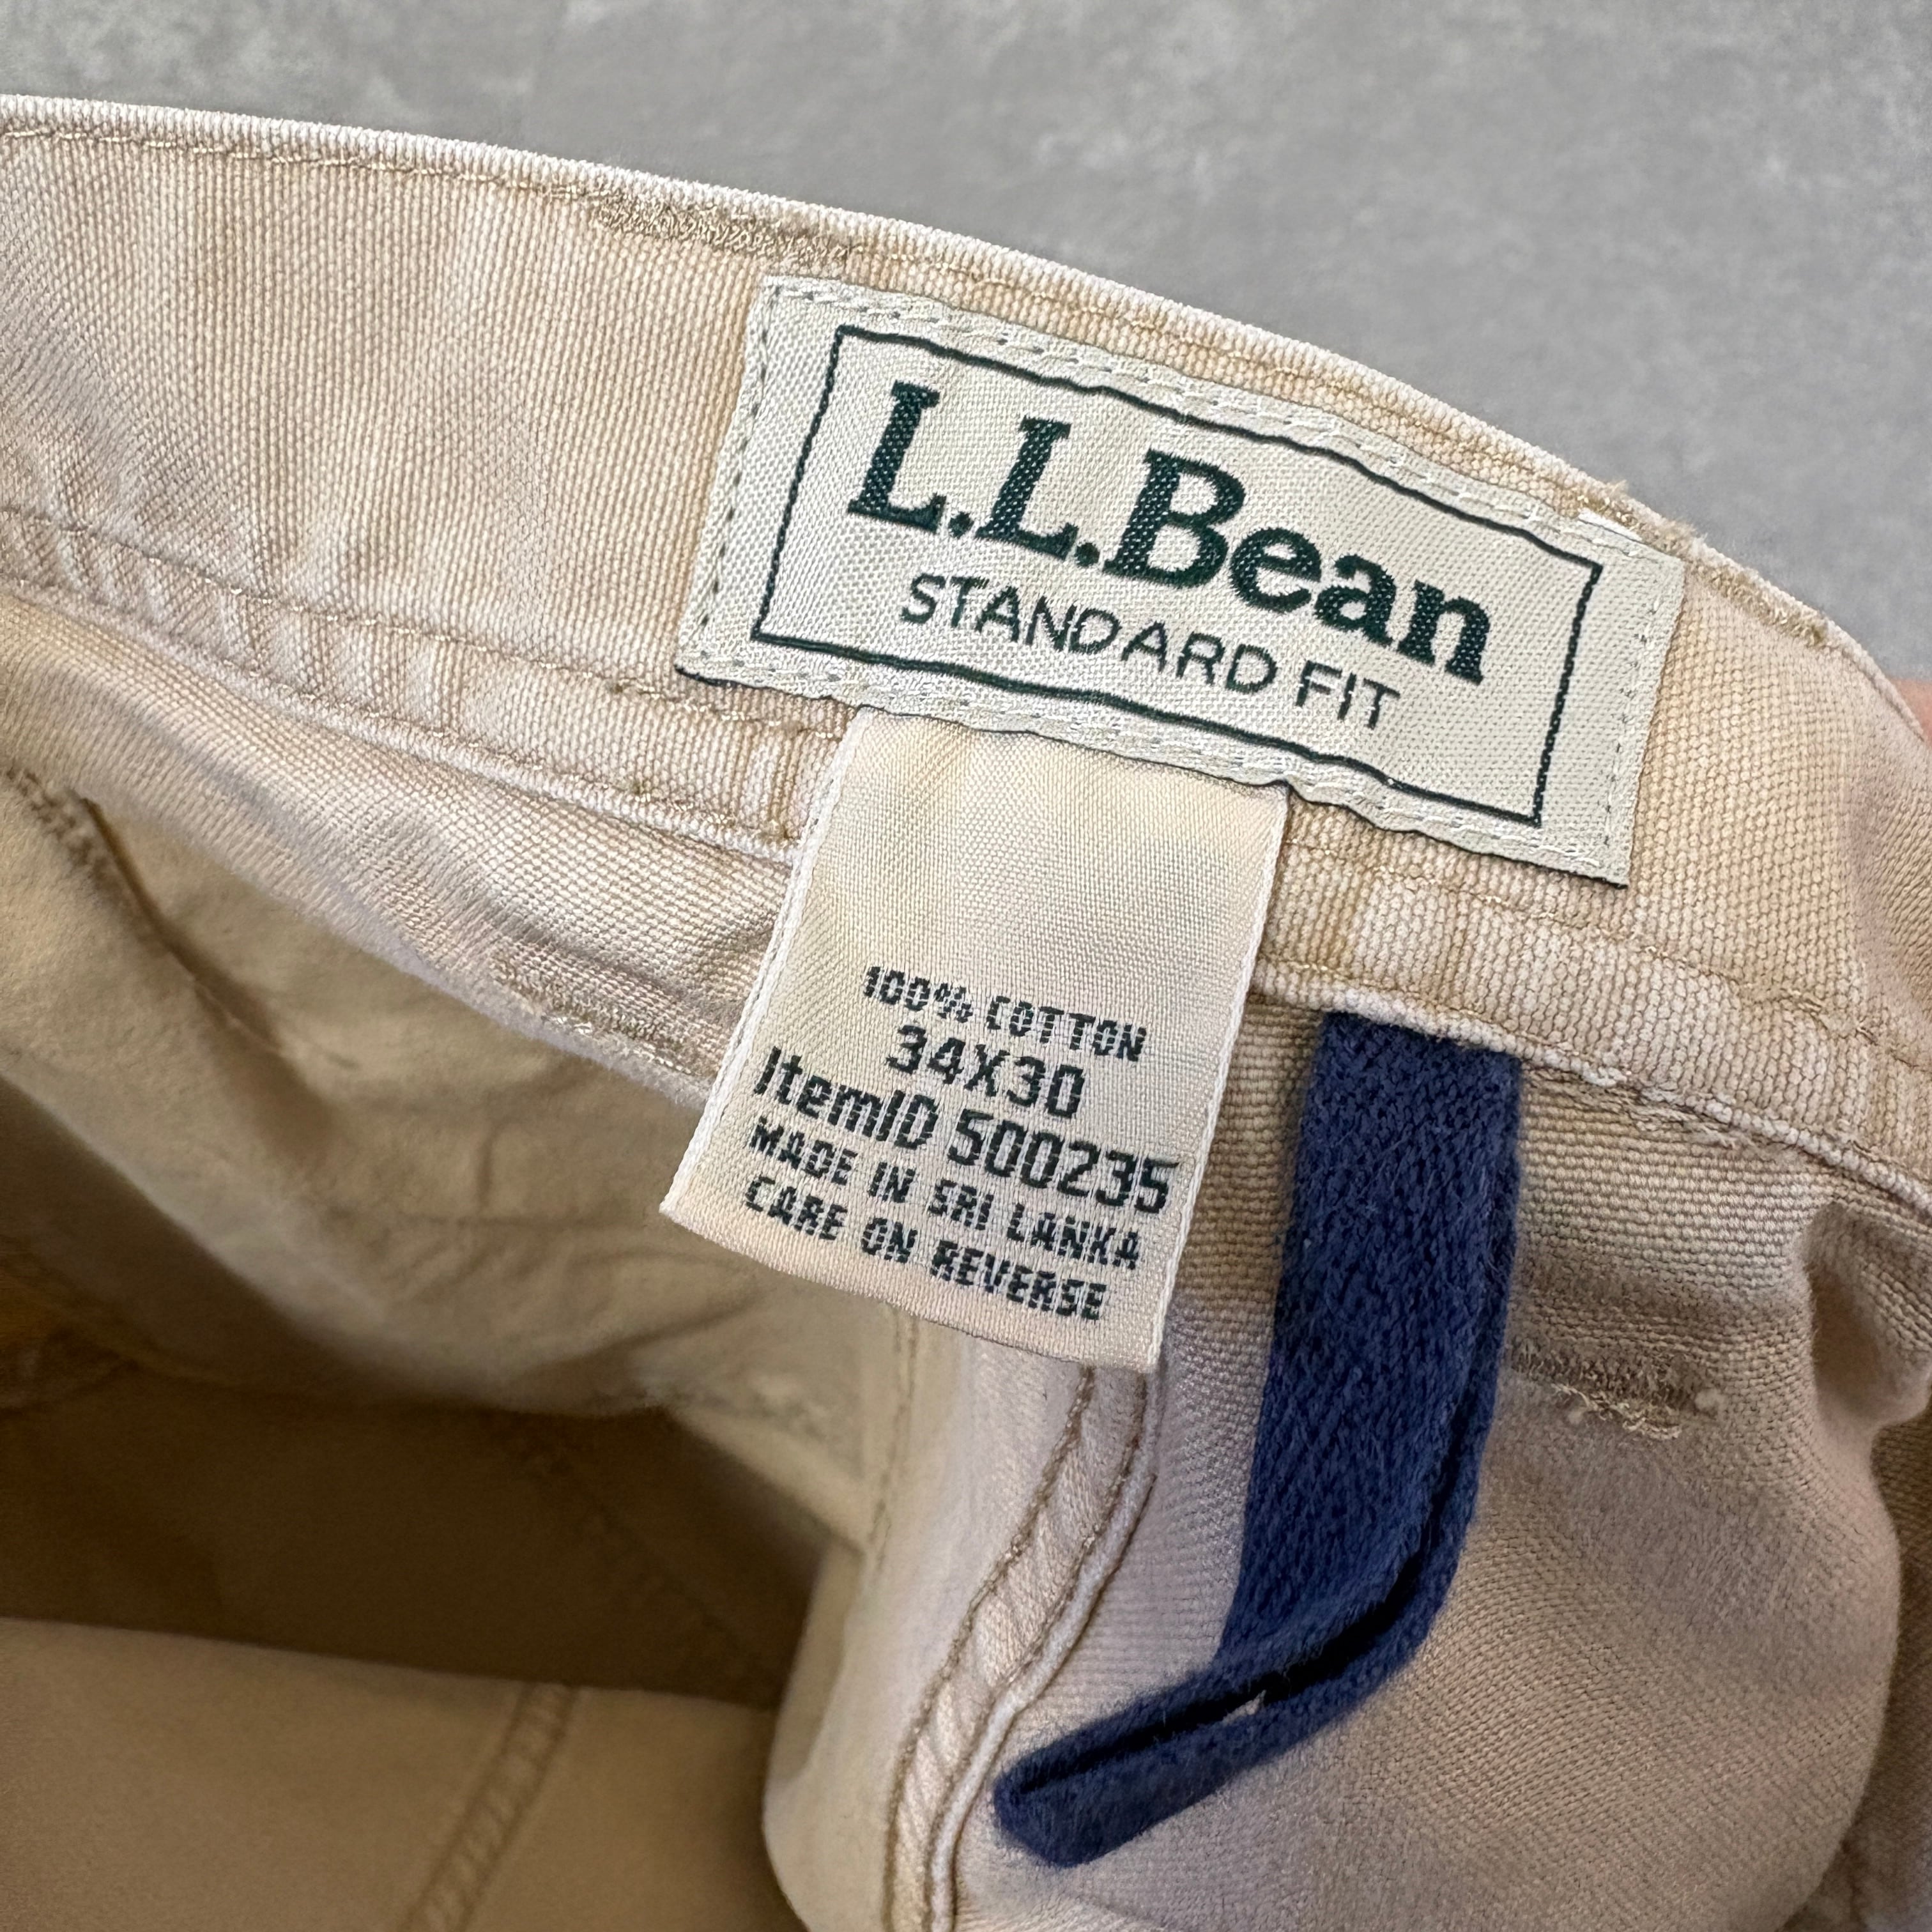 L.L.Bean
STANDARD FIT
100% COTTON
34X30
ItemID 500235
MADE IN SRI LANKA
CARE ON REVERSE